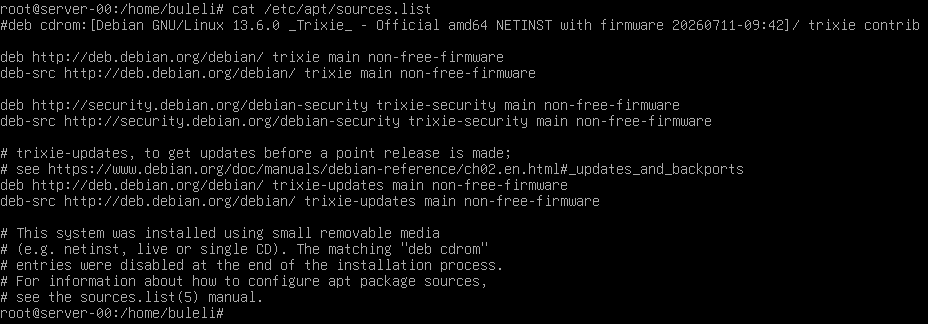 root@server-00:/home/buleli# cat /etc/apt/sources.list
#deb cdrom:[Debian GNU/Linux 13.6.0 _Trixie_ - Official amd64 NETINST with firmware 20260711-09:42]/ trixie contrib

deb http://deb.debian.org/debian/ trixie main non-free-firmware
deb-src http://deb.debian.org/debian/ trixie main non-free-firmware

deb http://security.debian.org/debian-security trixie-security main non-free-firmware
deb-src http://security.debian.org/debian-security trixie-security main non-free-firmware

# trixie-updates, to get updates before a point release is made;
# see https://www.debian.org/doc/manuals/debian-reference/ch02.en.html#_updates_and_backports
deb http://deb.debian.org/debian/ trixie-updates main non-free-firmware
deb-src http://deb.debian.org/debian/ trixie-updates main non-free-firmware

# This system was installed using small removable media
# (e.g. netinst, live or single CD). The matching "deb cdrom"
# entries were disabled at the end of the installation process.
# For information about how to configure apt package sources,
# see the sources.list(5) manual.
root@server-00:/home/buleli#